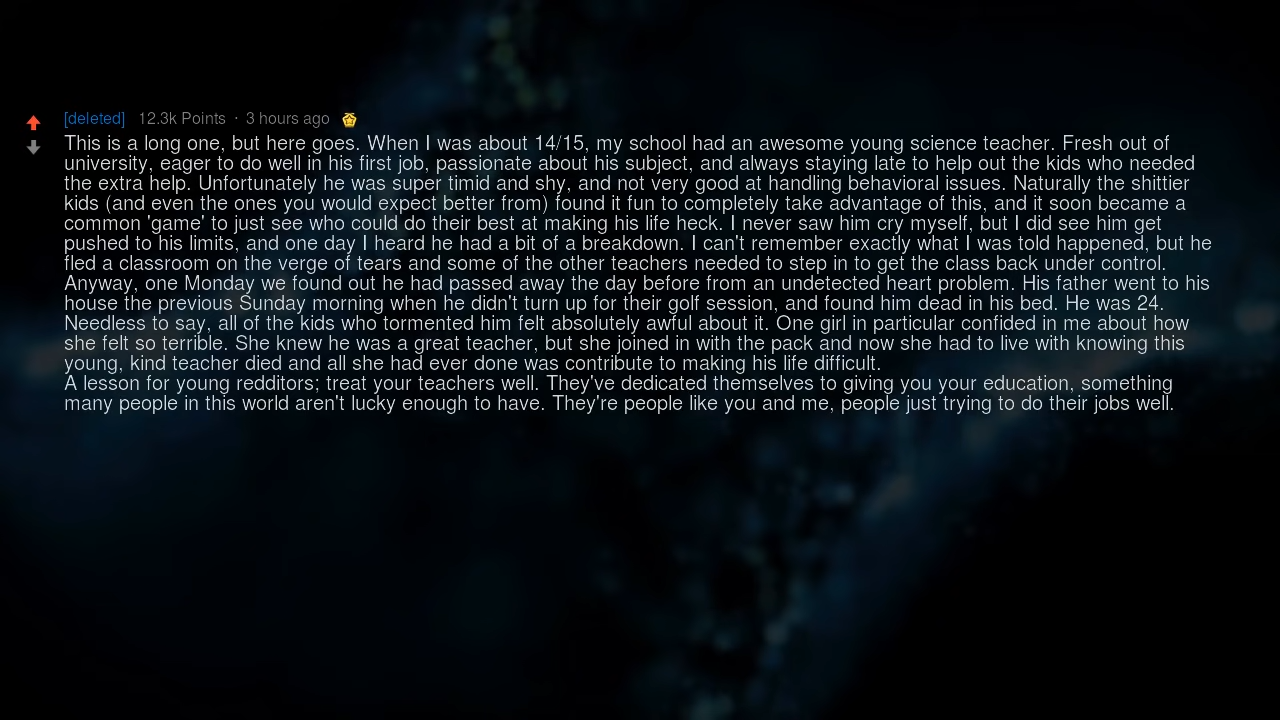 [deleted] 12.3k Points · 3 hours ago
This is a long one, but here goes. When I was about 14/15, my school had an awesome young science teacher. Fresh out of
university, eager to do well in his first job, passionate about his subject, and always staying late to help out the kids who needed
the extra help. Unfortunately he was super timid and shy, and not very good at handling behavioral issues. Naturally the shittier
kids (and even the ones you would expect better from) found it fun to completely take advantage of this, and it soon became a
common 'game' to just see who could do their best at making his life heck. I never saw him cry myself, but I did see him get
pushed to his limits, and one day I heard he had a bit of a breakdown. I can't remember exactly what I was told happened, but he
fled a classroom on the verge of tears and some of the other teachers needed to step in to get the class back under control.
Anyway, one Monday we found out he had passed away the day before from an undetected heart problem. His father went to his
house the previous Sunday morning when he didn't turn up for their golf session, and found him dead in his bed. He was 24.
Needless to say, all of the kids who tormented him felt absolutely awful about it. One girl in particular confided in me about how
she felt so terrible. She knew he was a great teacher, but she joined in with the pack and now she had to live with knowing this
young, kind teacher died and all she had ever done was contribute to making his life difficult.
A lesson for young redditors; treat your teachers well. They've dedicated themselves to giving you your education, something
many people in this world aren't lucky enough to have. They're people like you and me, people just trying to do their jobs well.